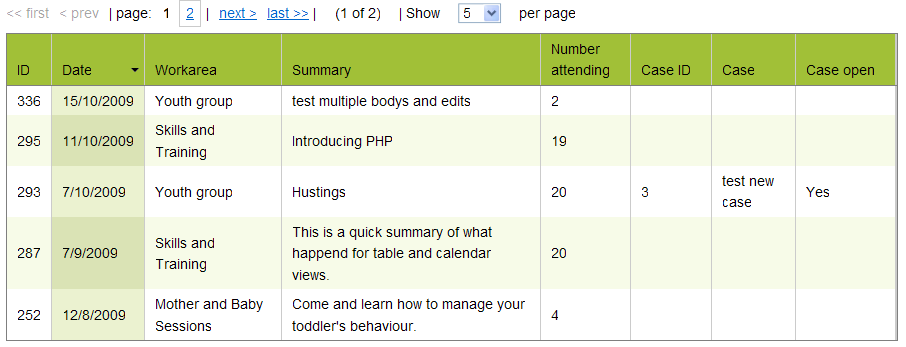 << first < prev | page: 1 2 | next > last >> | (1 of 2) | Show 5 per page
Number
ID Date Workarea Summary attending Case ID Case Case open
336 15/10/2009 Youth group test multiple bodys and edits 2
Skills and
295 11/10/2009 Training Introducing PHP 19
293 7/10/2009 Youth group Hustings 20 3 test new
case Yes
287 7/9/2009 Skills and
Training
This is a quick summary of what
happend for table and calendar
views.
20
252 12/8/2009 Mother and Baby
Sessions
Come and learn how to manage your
toddler's behaviour.
4